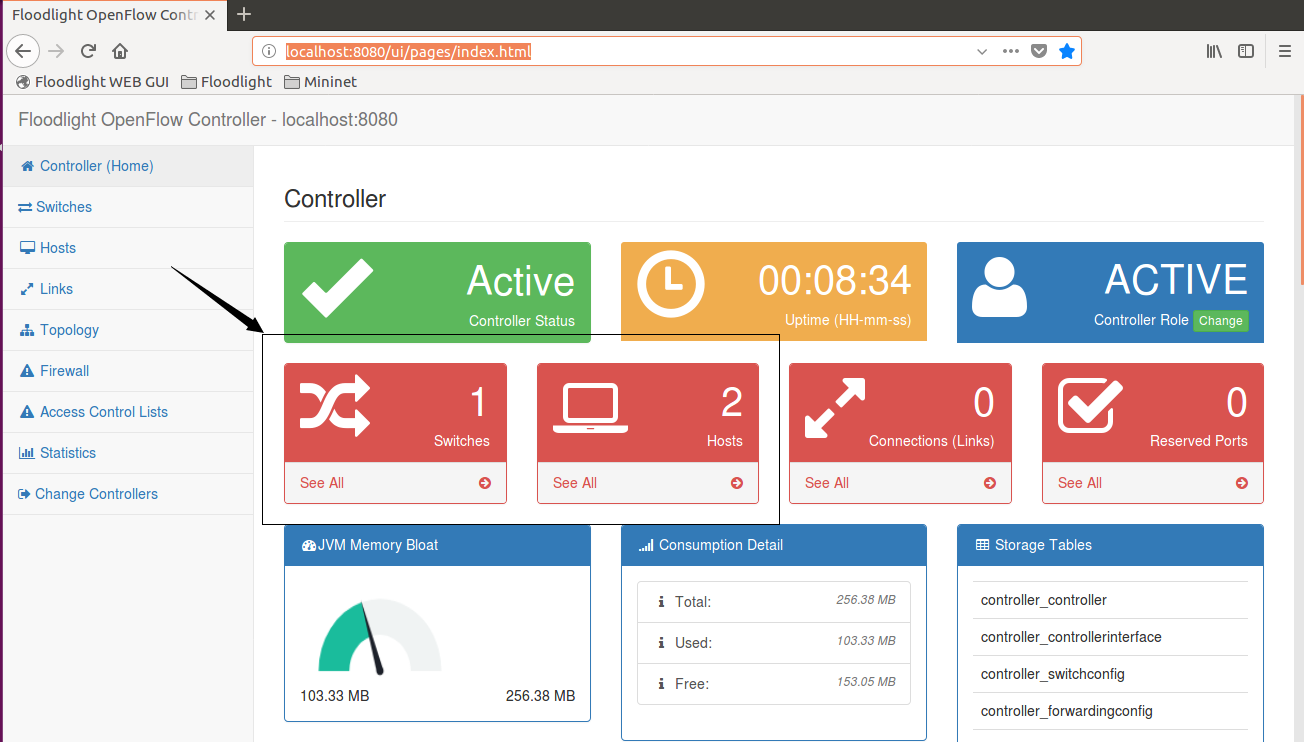 Floodlight OpenFlow Contr
localhost:8080/ui/pages/index.html
Floodlight WEB GUI Floodlight Mininet
Floodlight OpenFlow Controller - localhost:8080
Controller (Home)
Switches
Hosts
Links
Topology
Firewall
Access Control Lists
Statistics
Change Controllers
Controller
Active
Controller Status
00:08:34
Uptime (HH-mm-ss)
ACTIVE
Controller Role Change
1
Switches
See All
2
Hosts
See All
0
Connections (Links)
See All
0
Reserved Ports
See All
JVM Memory Bloat
103.33 MB 256.38 MB
Consumption Detail
Total: 256.38 MB
Used: 103.33 MB
Free: 153.05 MB
Storage Tables
controller_controller
controller_controllerinterface
controller_switchconfig
controller_forwardingconfig